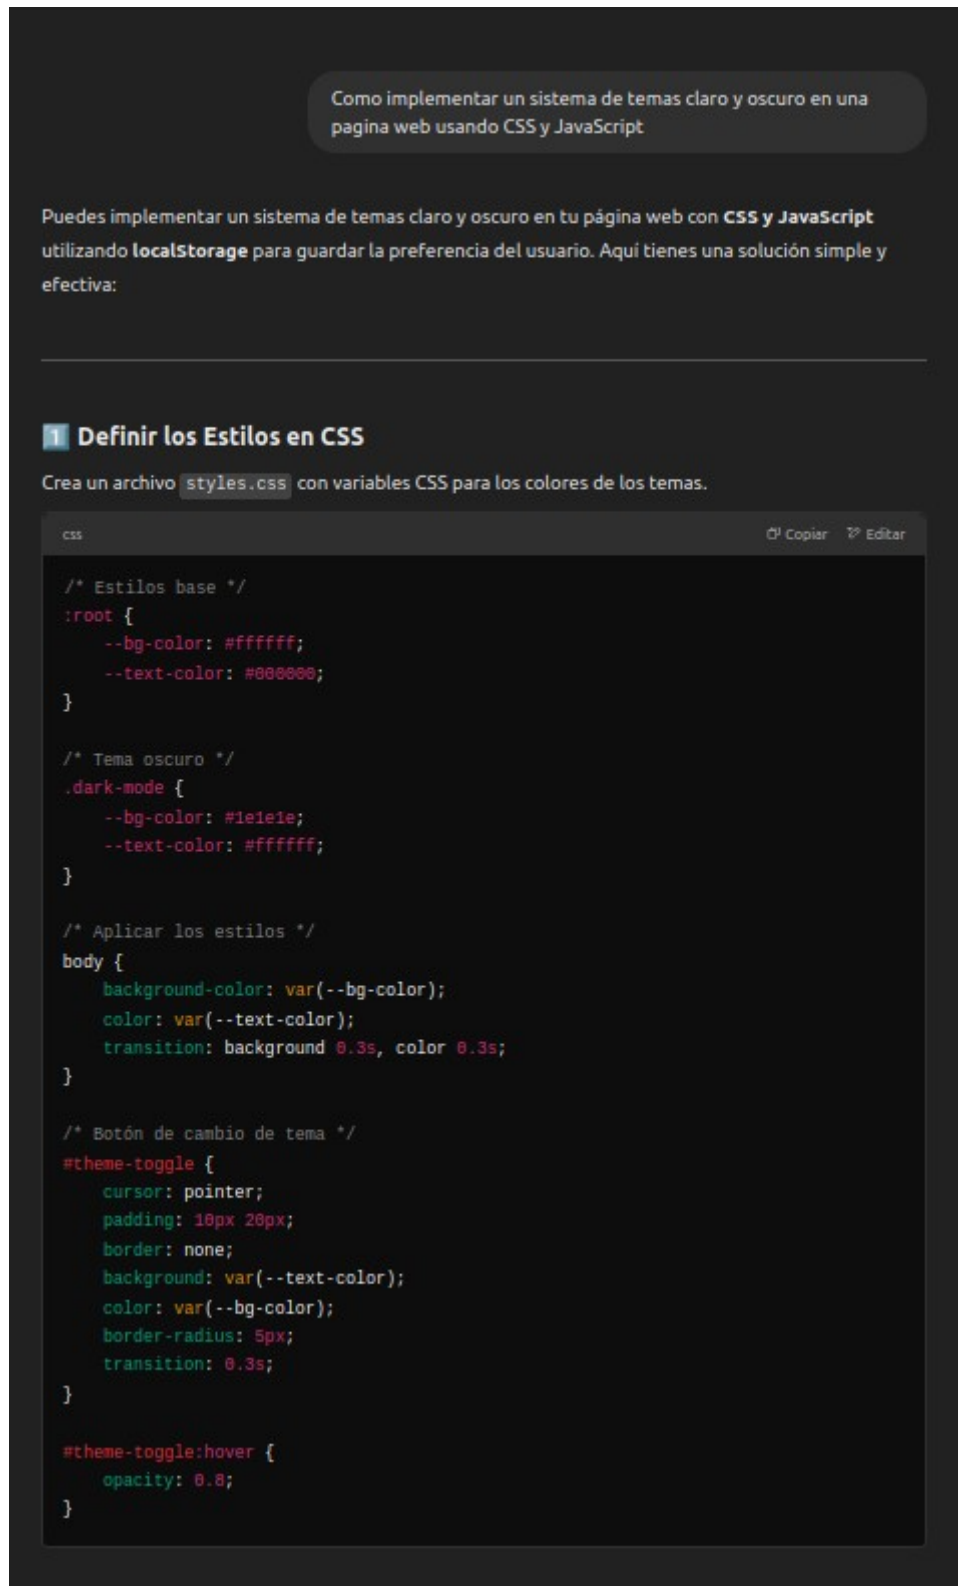 Como implementar un sistema de temas claro y oscuro en una
pagina web usando CSS y JavaScript
Puedes implementar un sistema de temas claro y oscuro en tu página web con CSS y JavaScript
utilizando localStorage para guardar la preferencia del usuario. Aquí tienes una solución simple y
efectiva:
1 Definir los Estilos en CSS
Crea un archivo styles.css con variables CSS para los colores de los temas.
css Copiar Editar
/* Estilos base */
:root {
    --bg-color: #ffffff;
    --text-color: #000000;
}
/* Tema oscuro */
.dark-mode {
    --bg-color: #1e1e1e;
    --text-color: #ffffff;
}
/* Aplicar los estilos */
body {
    background-color: var(--bg-color);
    color: var(--text-color);
    transition: background 0.3s, color 0.3s;
}
/* Botón de cambio de tema */
#theme-toggle {
    cursor: pointer;
    padding: 10px 20px;
    border: none;
    background: var(--text-color);
    color: var(--bg-color);
    border-radius: 5px;
    transition: 0.3s;
}
#theme-toggle:hover {
    opacity: 0.8;
}